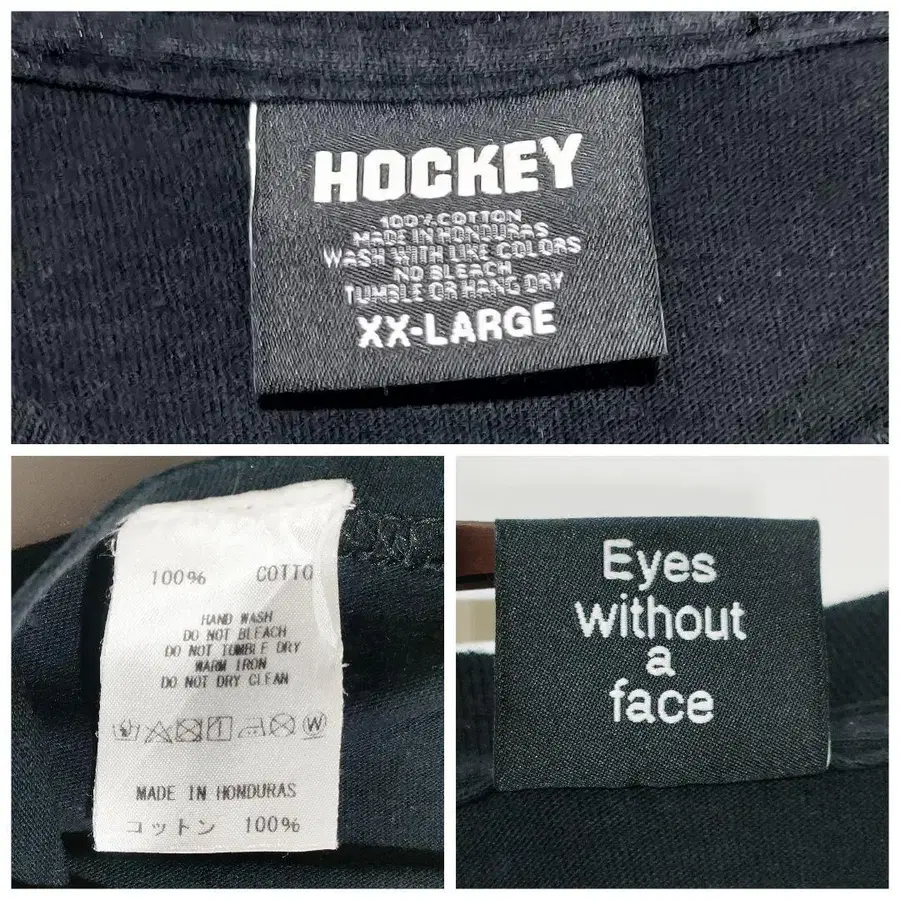 HOCKEY
100% COTTON
MADE IN HONDURAS
WASH WITH LIKE COLORS
NO BLEACH
TUMBLE OR HANG DRY
XX-LARGE
100% COTTO
HAND WASH
DO NOT BLEACH
DO NOT TUMBLE DRY
WARM IRON
DO NOT DRY CLEAN
W
MADE IN HONDURAS
コットン 100%
Eyes
without
a
face